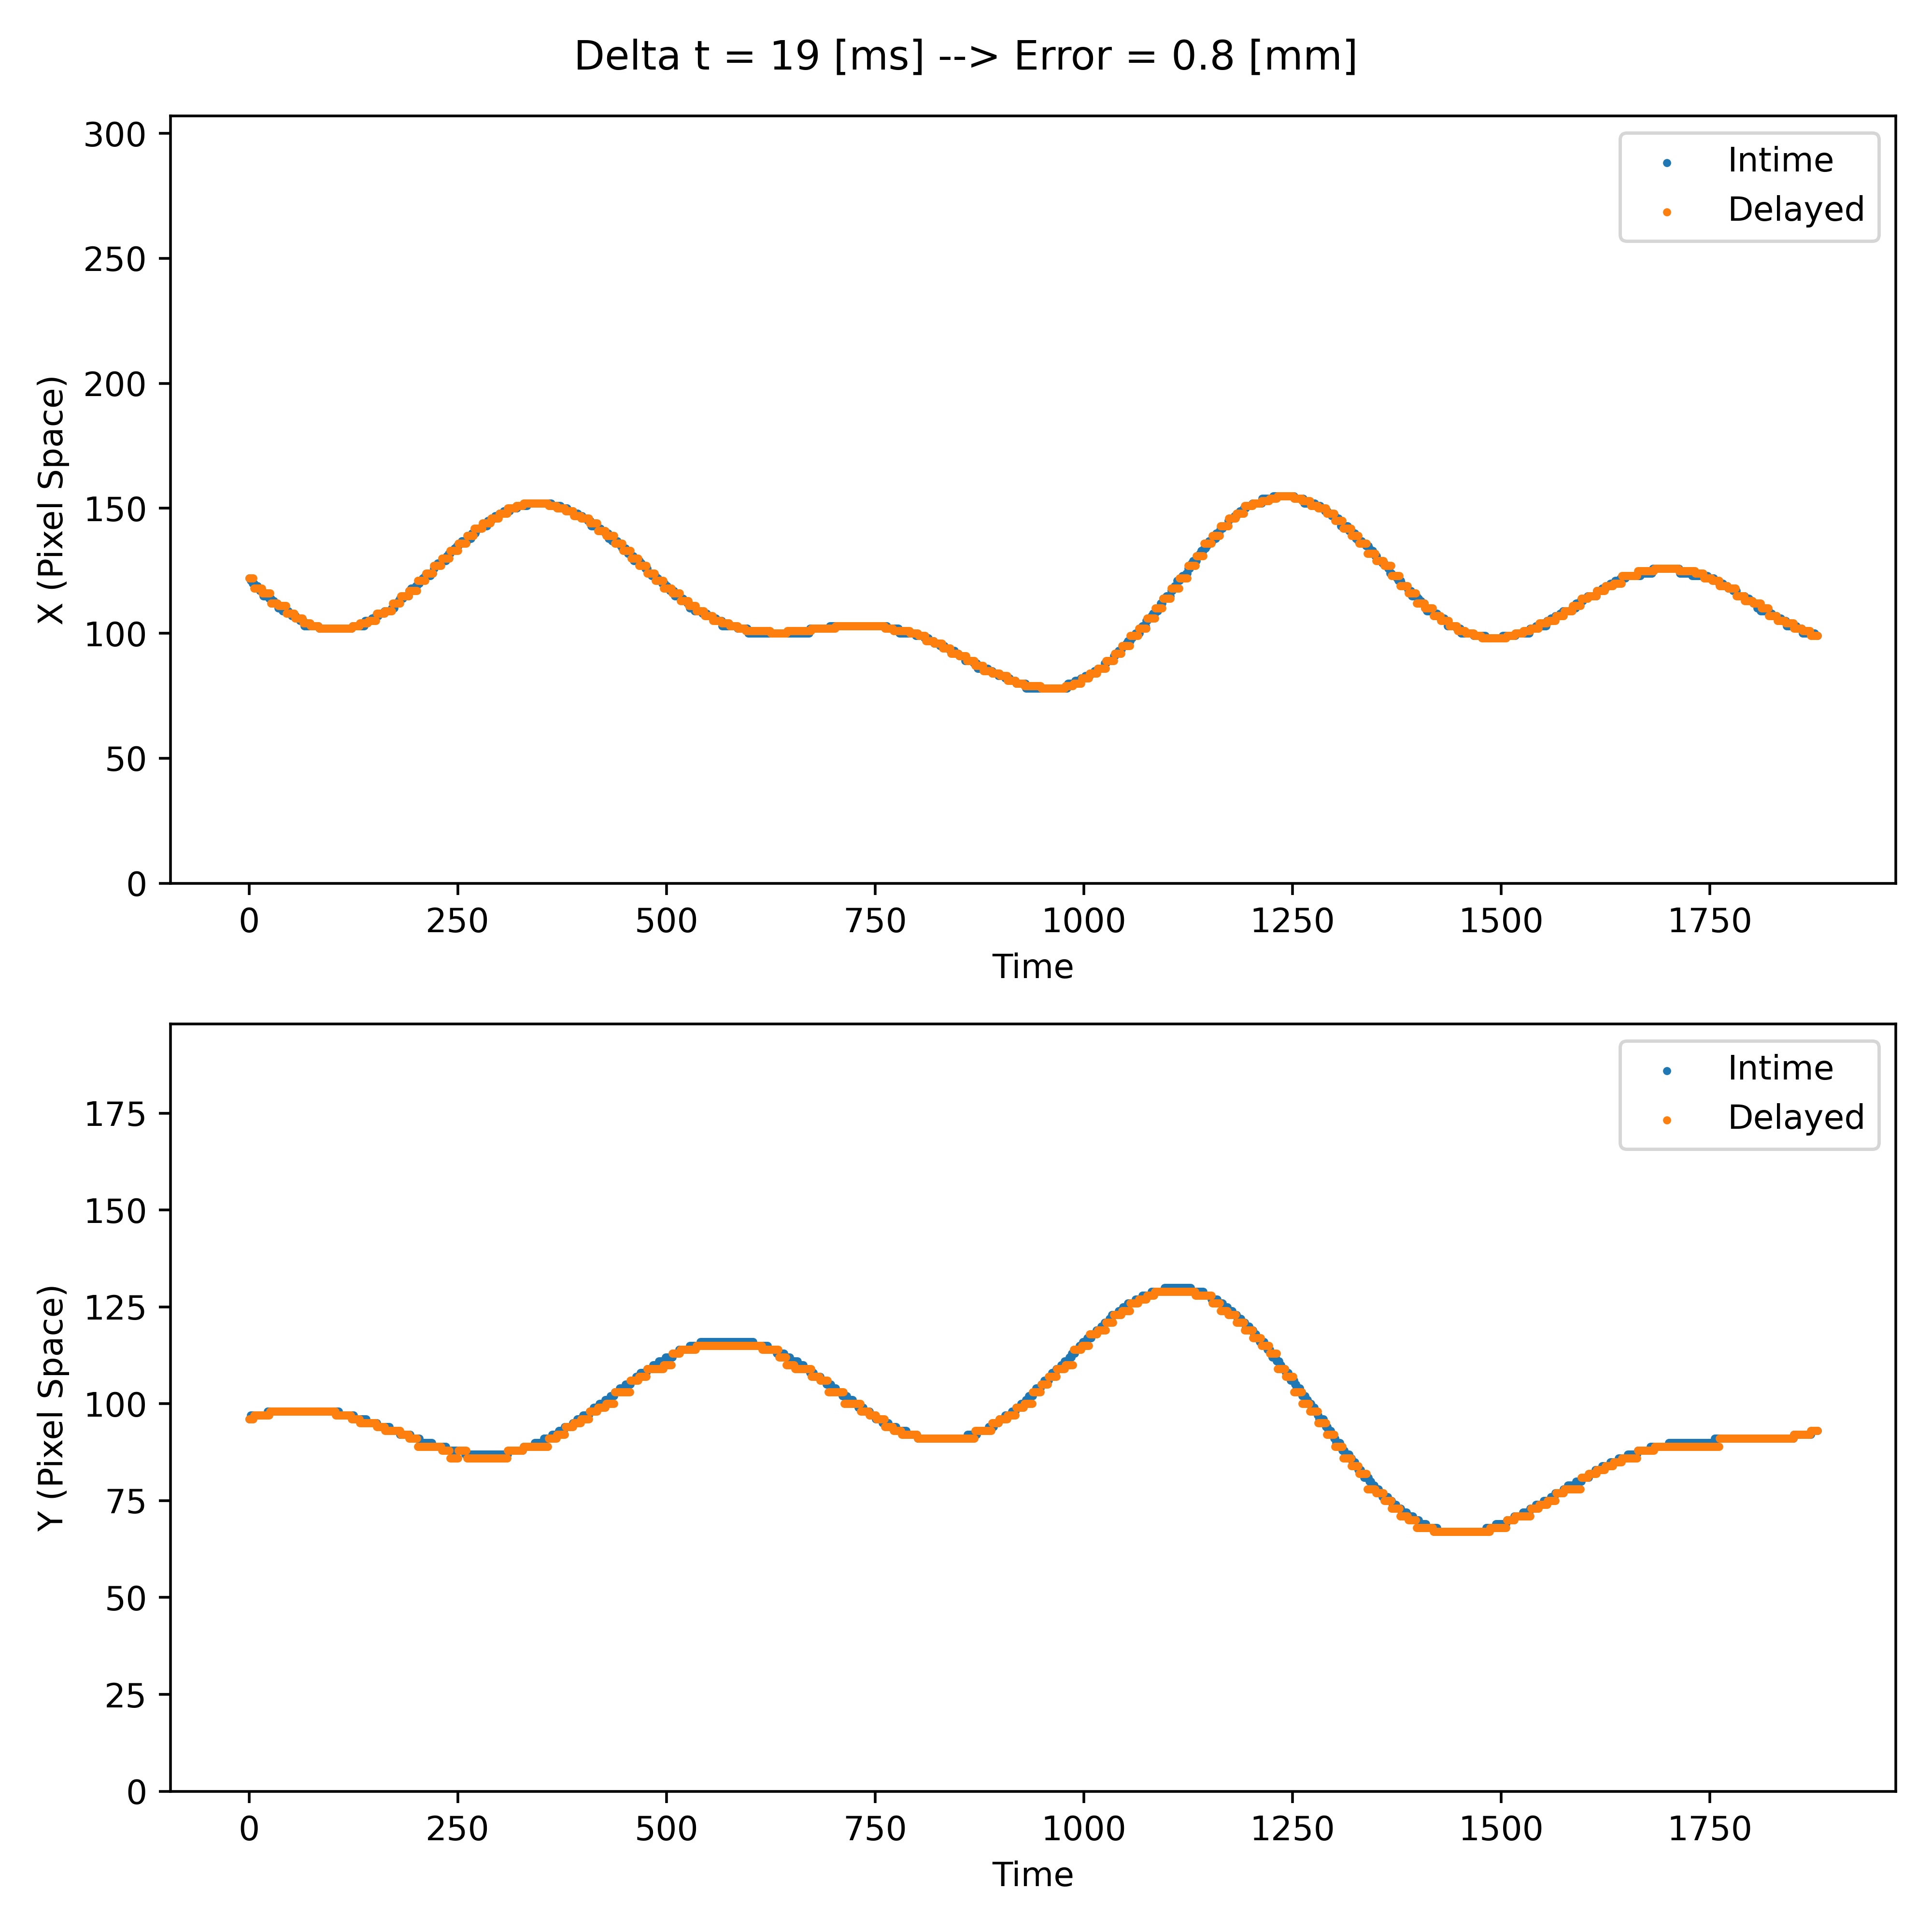 Delta t = 19 [ms] --> Error = 0.8 [mm]
300
250
200
150
100
50
0
X (Pixel Space)
Intime
Delayed
0 250 500 750 1000 1250 1500 1750
Time
175
150
125
100
75
50
25
0
Y (Pixel Space)
Intime
Delayed
0 250 500 750 1000 1250 1500 1750
Time